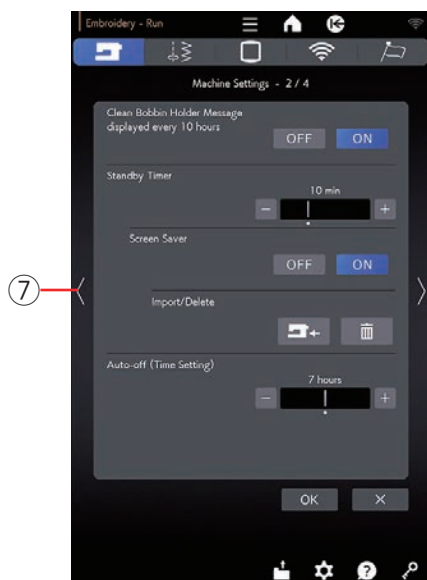 Embroidery - Run
Machine Settings - 2 / 4
Clean Bobbin Holder Message
displayed every 10 hours
OFF
ON
Standby Timer
10 min
−
+
Screen Saver
OFF
ON
Import/Delete
Auto-off (Time Setting)
7 hours
−
+
⑦
OK
×
?